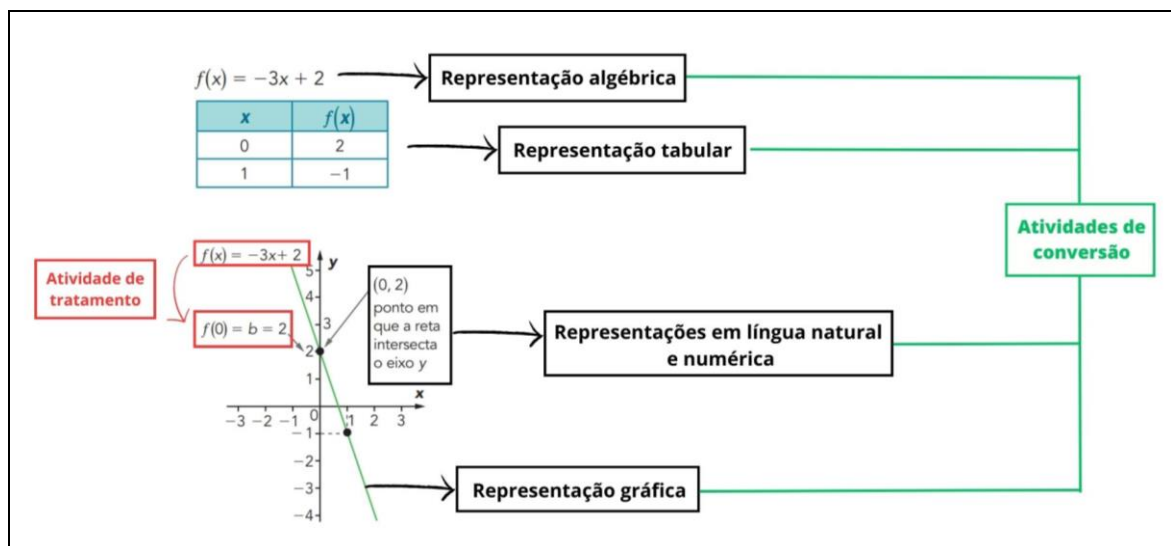 f(x) = −3x + 2
Representação algébrica
x f(x)
0 2
1 −1
Representação tabular
Atividades de
conversão
Atividade de
tratamento
f(x) = −3x + 2
f(0) = b = 2
(0, 2)
ponto em
que a reta
intersecta
o eixo y
Representações em língua natural
e numérica
y
5
4
3
2
1
x
−3 −2 −1 0 1 2 3
−1
−2
−3
−4
Representação gráfica